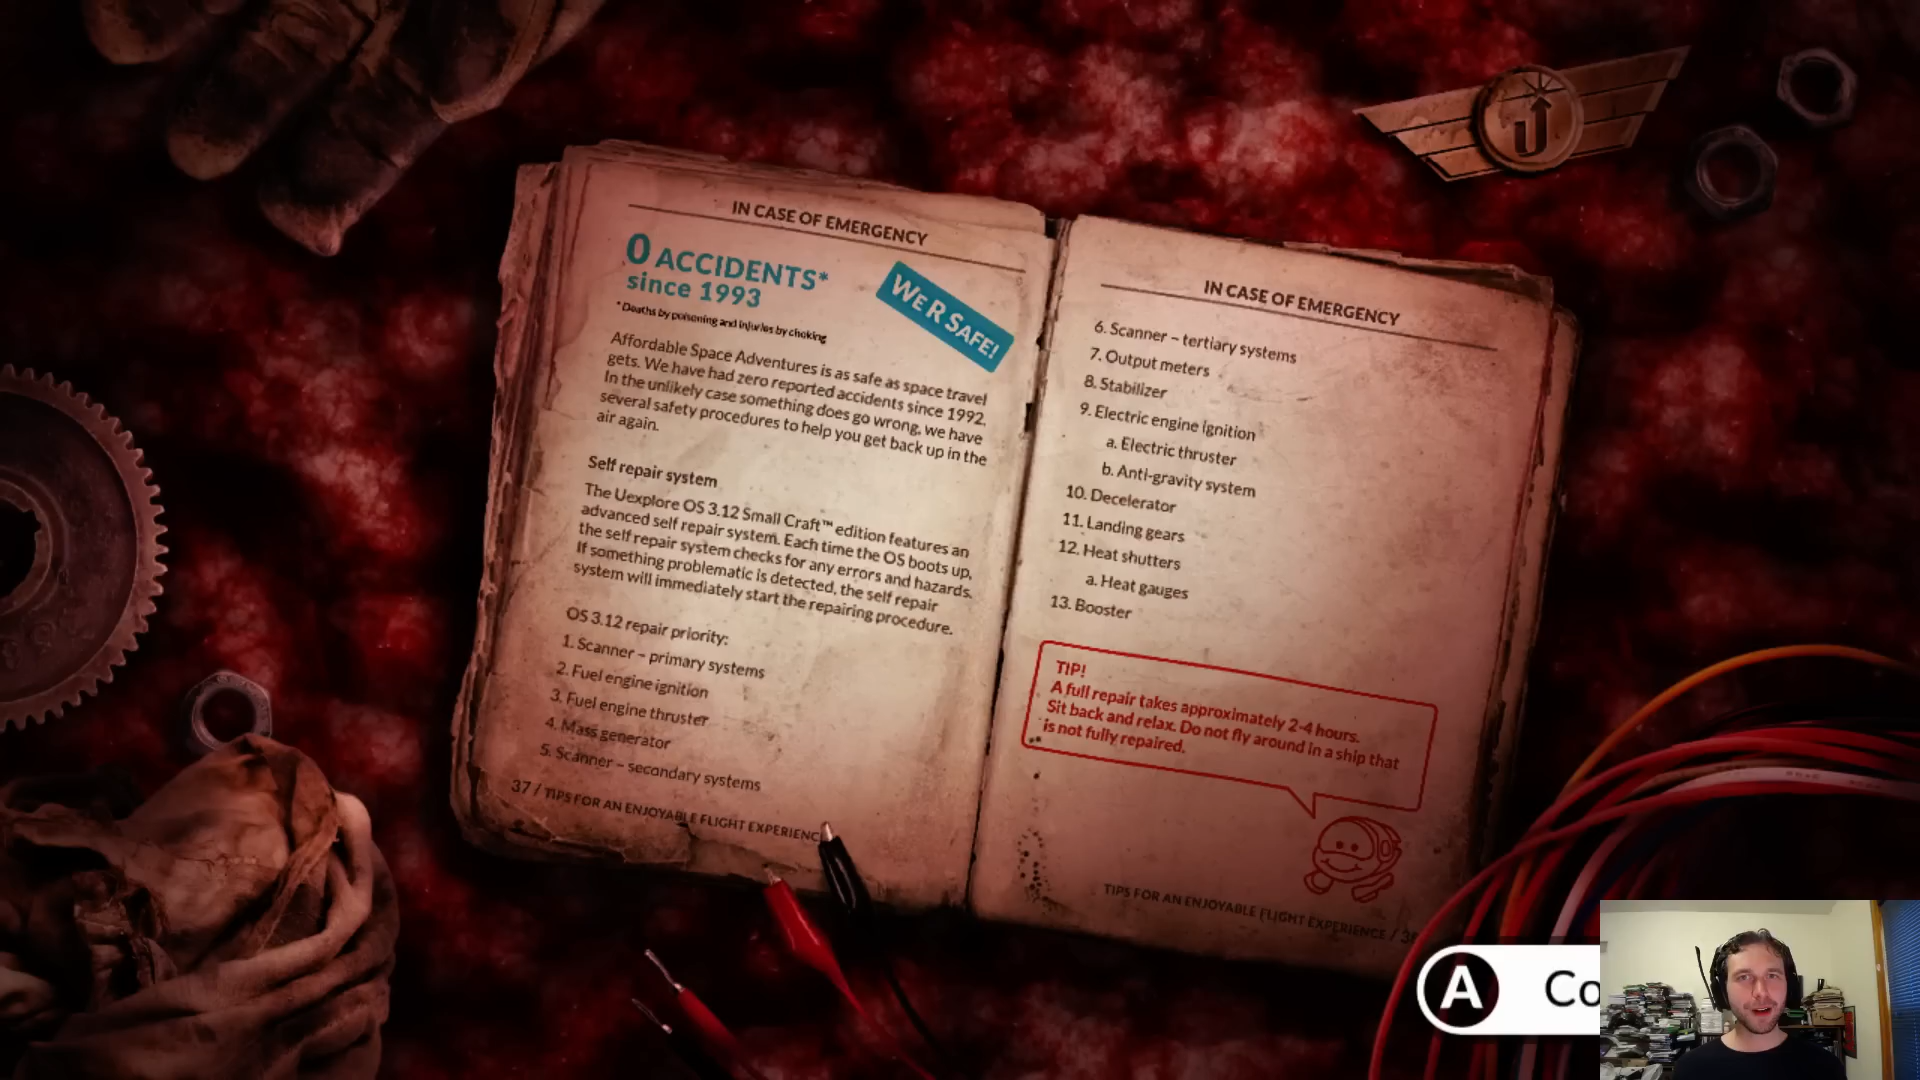 IN CASE OF EMERGENCY
0 ACCIDENTS*
since 1993
WE R SAFE!
* Deaths by poisoning and injuries by choking
Affordable Space Adventures is as safe as space travel
gets. We have had zero reported accidents since 1992.
In the unlikely case something does go wrong, we have
several safety procedures to help you get back up in the
air again.
Self repair system
The Uexplore OS 3.12 Small Craft™ edition features an
advanced self repair system. Each time the OS boots up,
the self repair system checks for any errors and hazards.
If something problematic is detected, the self repair
system will immediately start the repairing procedure.
OS 3.12 repair priority:
1. Scanner – primary systems
2. Fuel engine ignition
3. Fuel engine thruster
4. Mass generator
5. Scanner – secondary systems
37 / TIPS FOR AN ENJOYABLE FLIGHT EXPERIENC
IN CASE OF EMERGENCY
6. Scanner – tertiary systems
7. Output meters
8. Stabilizer
9. Electric engine ignition
a. Electric thruster
b. Anti-gravity system
10. Decelerator
11. Landing gears
12. Heat shutters
a. Heat gauges
13. Booster
TIP!
A full repair takes approximately 2-4 hours.
Sit back and relax. Do not fly around in a ship that
is not fully repaired.
TIPS FOR AN ENJOYABLE FLIGHT EXPERIENCE / 3
J
A Co